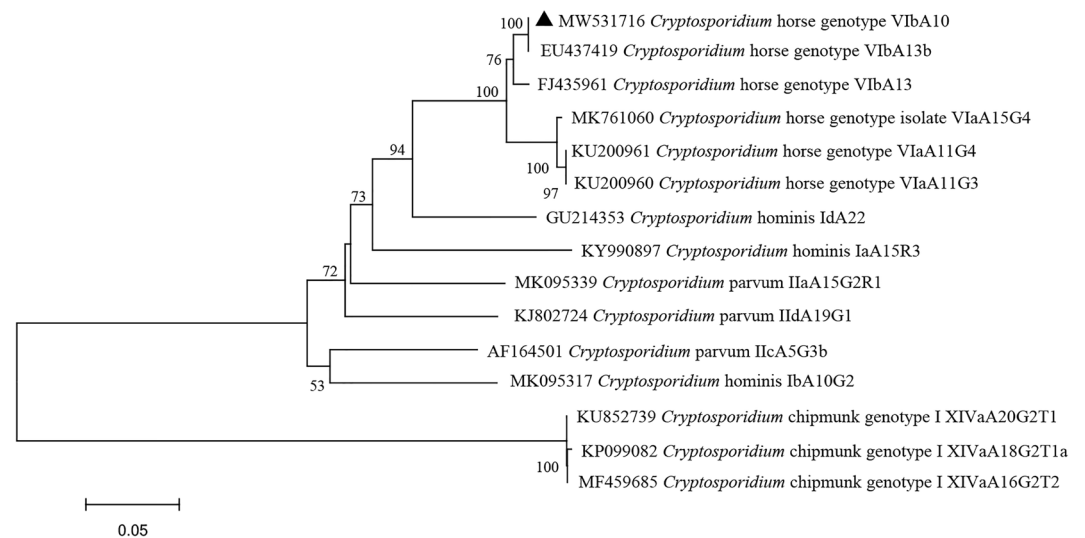 100 ▲ MW531716 Cryptosporidium horse genotype VIbA10
EU437419 Cryptosporidium horse genotype VIbA13b
76
FJ435961 Cryptosporidium horse genotype VIbA13
100
MK761060 Cryptosporidium horse genotype isolate VIaA15G4
94
KU200961 Cryptosporidium horse genotype VIaA11G4
100
KU200960 Cryptosporidium horse genotype VIaA11G3
97
73
GU214353 Cryptosporidium hominis IdA22
KY990897 Cryptosporidium hominis IaA15R3
72
MK095339 Cryptosporidium parvum IIaA15G2R1
KJ802724 Cryptosporidium parvum IIdA19G1
AF164501 Cryptosporidium parvum IIcA5G3b
53
MK095317 Cryptosporidium hominis IbA10G2
KU852739 Cryptosporidium chipmunk genotype I XIVaA20G2T1
KP099082 Cryptosporidium chipmunk genotype I XIVaA18G2T1a
100
MF459685 Cryptosporidium chipmunk genotype I XIVaA16G2T2
0.05